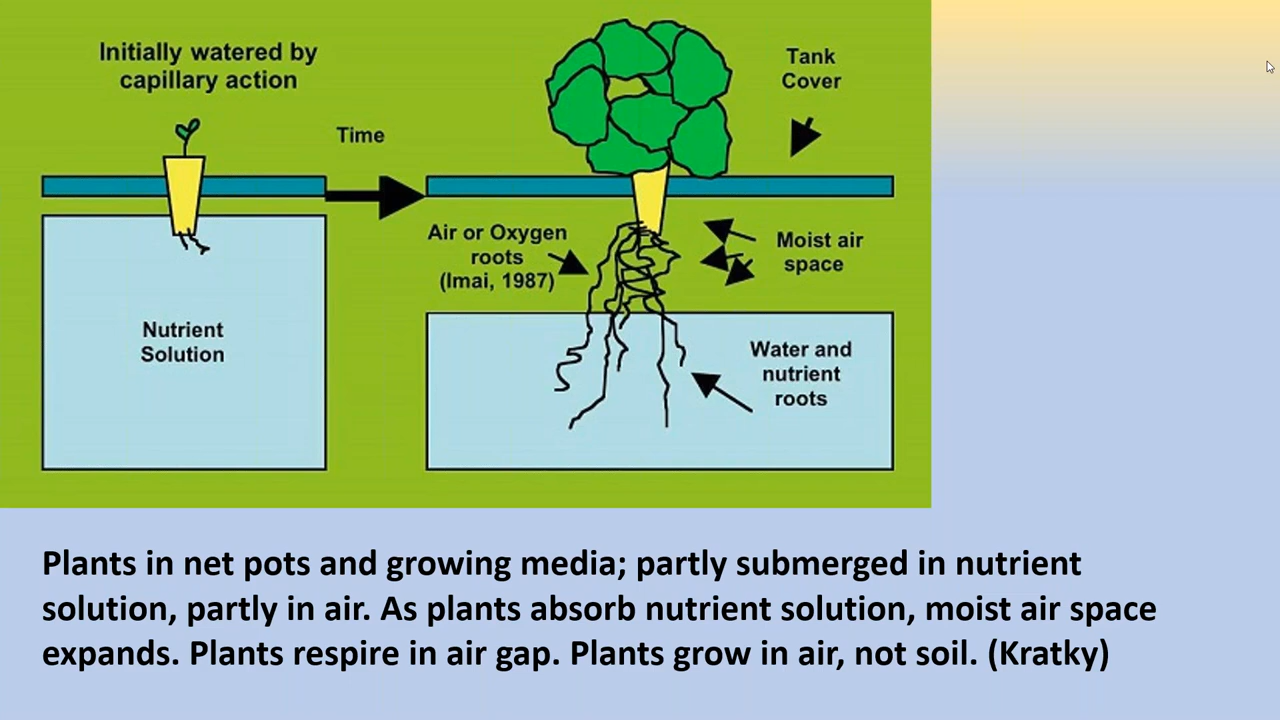 Initially watered by
capillary action
Time
Tank
Cover
Air or Oxygen
roots
(Imai, 1987)
Moist air
space
Nutrient
Solution
Water and
nutrient
roots
Plants in net pots and growing media; partly submerged in nutrient
solution, partly in air. As plants absorb nutrient solution, moist air space
expands. Plants respire in air gap. Plants grow in air, not soil. (Kratky)